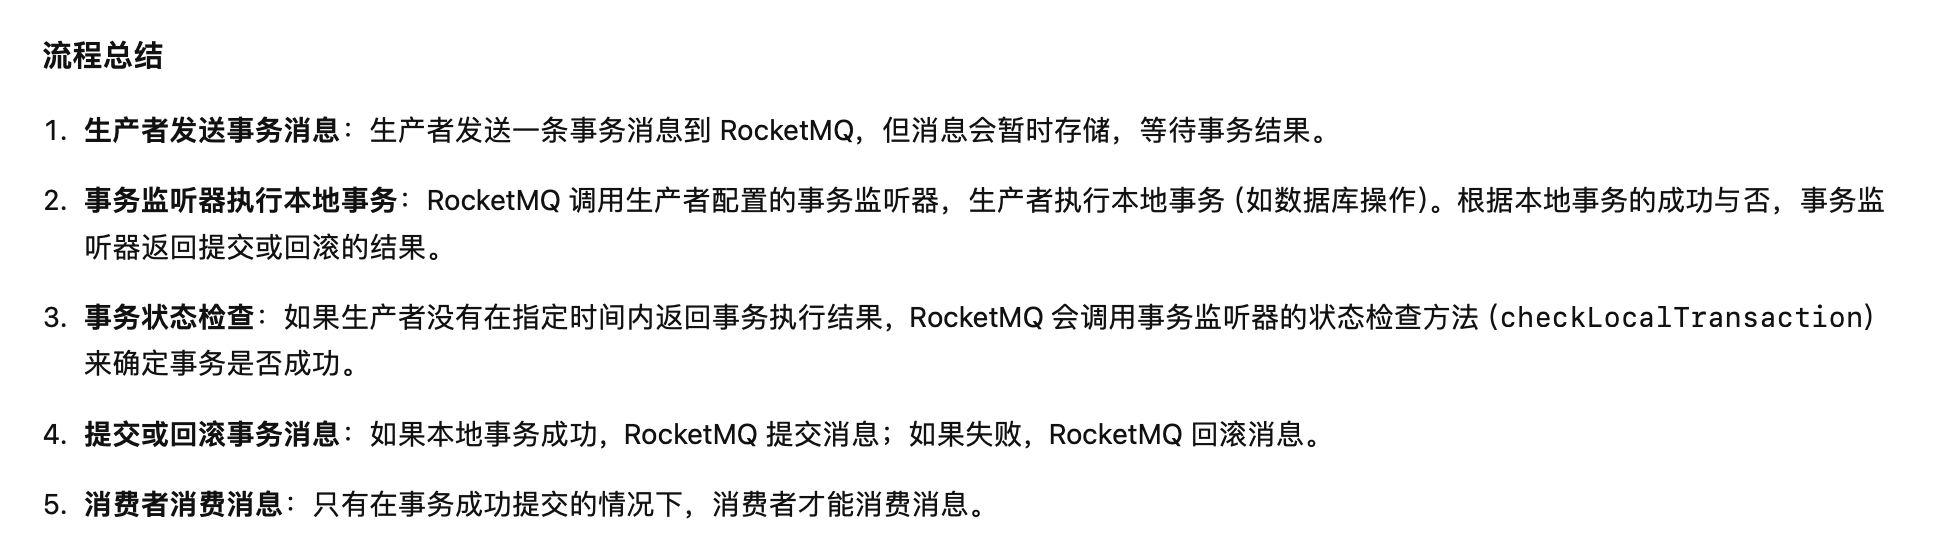 流程总结
1. 生产者发送事务消息：生产者发送一条事务消息到 RocketMQ，但消息会暂时存储，等待事务结果。
2. 事务监听器执行本地事务：RocketMQ 调用生产者配置的事务监听器，生产者执行本地事务（如数据库操作）。根据本地事务的成功与否，事务监
听器返回提交或回滚的结果。
3. 事务状态检查：如果生产者没有在指定时间内返回事务执行结果，RocketMQ 会调用事务监听器的状态检查方法（checkLocalTransaction）
来确定事务是否成功。
4. 提交或回滚事务消息：如果本地事务成功，RocketMQ 提交消息；如果失败，RocketMQ 回滚消息。
5. 消费者消费消息：只有在事务成功提交的情况下，消费者才能消费消息。